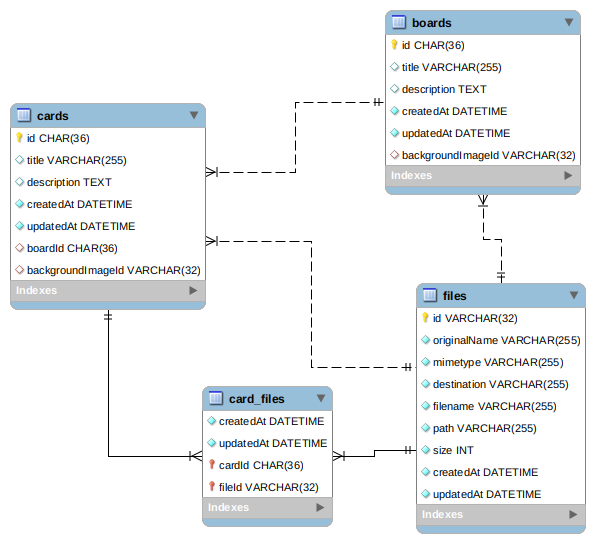 boards
id CHAR(36)
title VARCHAR(255)
description TEXT
createdAt DATETIME
updatedAt DATETIME
backgroundImageId VARCHAR(32)
Indexes
cards
id CHAR(36)
title VARCHAR(255)
description TEXT
createdAt DATETIME
updatedAt DATETIME
boardId CHAR(36)
backgroundImageId VARCHAR(32)
Indexes
files
id VARCHAR(32)
originalName VARCHAR(255)
mimetype VARCHAR(255)
destination VARCHAR(255)
filename VARCHAR(255)
path VARCHAR(255)
size INT
createdAt DATETIME
updatedAt DATETIME
Indexes
card_files
createdAt DATETIME
updatedAt DATETIME
cardId CHAR(36)
fileId VARCHAR(32)
Indexes